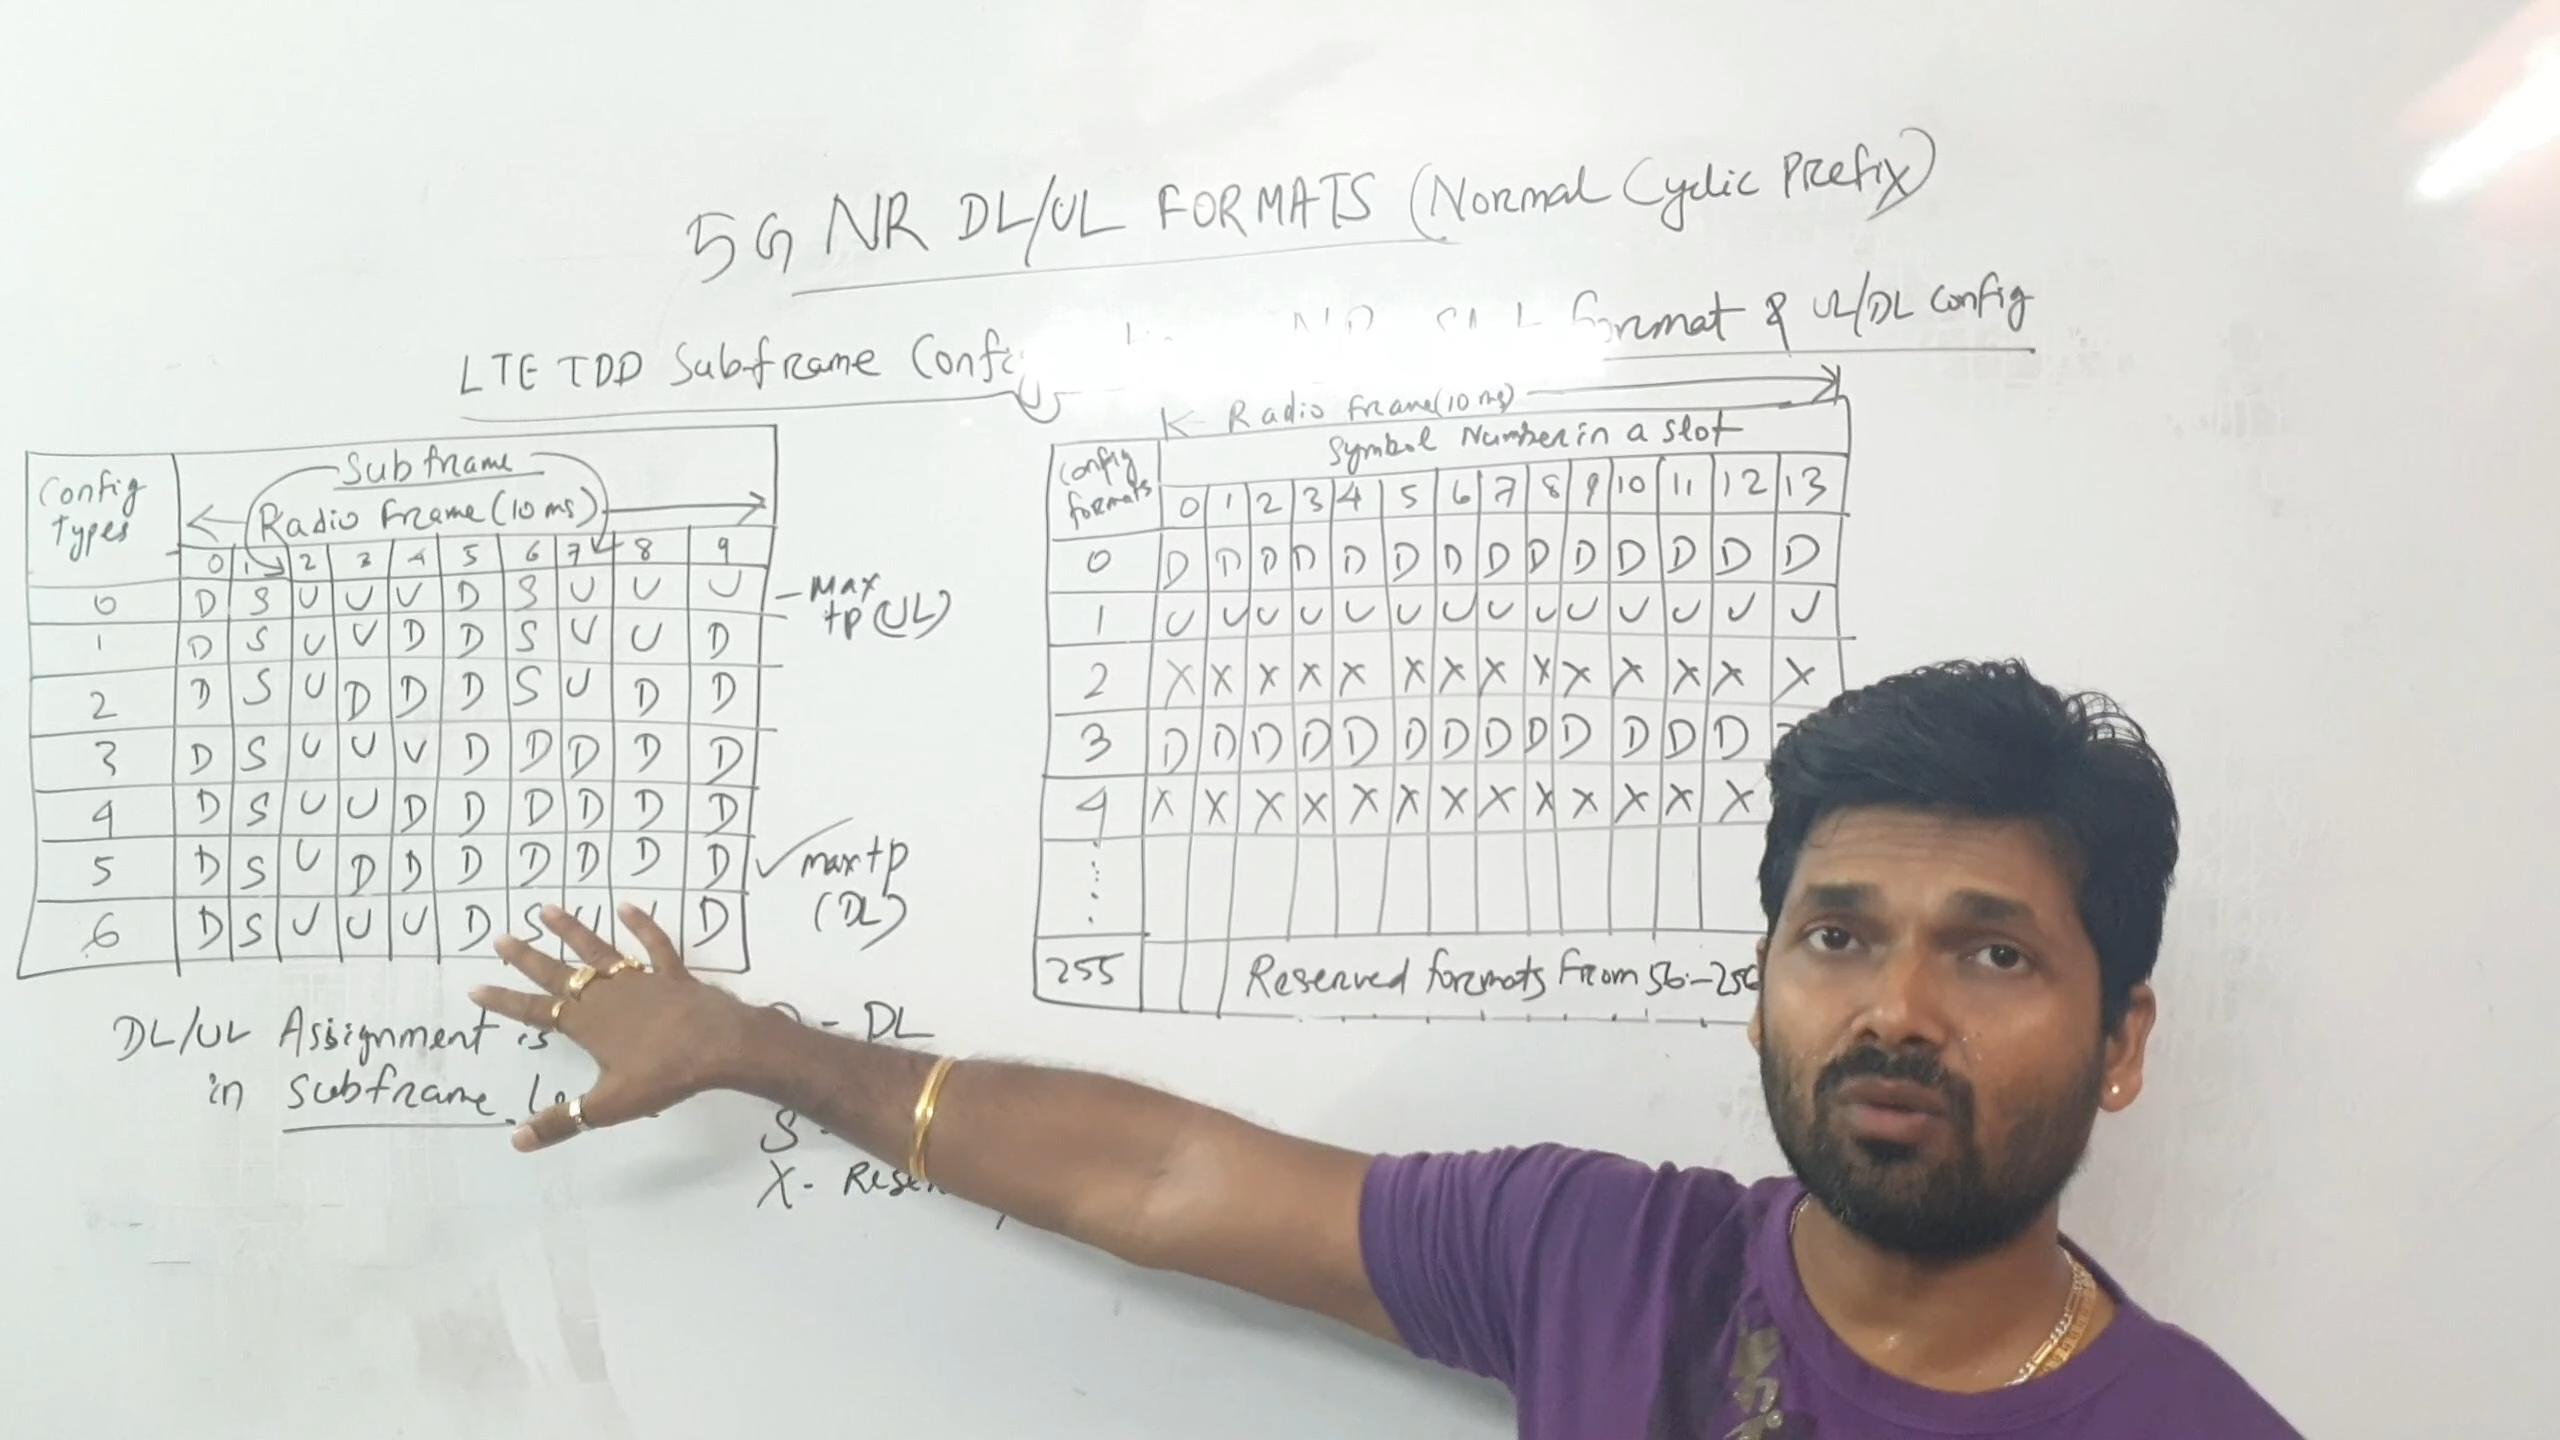 5G NR DL/UL FORMATS (Normal Cyclic Prefix)
LTE TDD Subframe
Format & UL/DL config
Config Types
Subframe
Radio Frame (10 ms)
0 1 2 3 4 5 6 7 8 9
0 D S U U U D S U U U
1 D S U U D D S U U D
2 D S U D D D S U D D
3 D S U U U D D D D D
4 D S U U D D D D D D
5 D S U D D D D D D D
6 D S U U U D S U D
- Max tp (UL)
max tp (DL)
DL/UL Assignment is
in Subframe
- DL
S -
X -
Radio Frame (10 ms)
Config formats
Symbol Number in a slot
0 1 2 3 4 5 6 7 8 9 10 11 12 13
0 D D D D D D D D D D D D D D
1 U U U U U U U U U U U U U U
2 X X X X X X X X X X X X X X
3 D D D D D D D D D D D D D
4 X X X X X X X X X X X X X
255 Reserved formats From 56 -